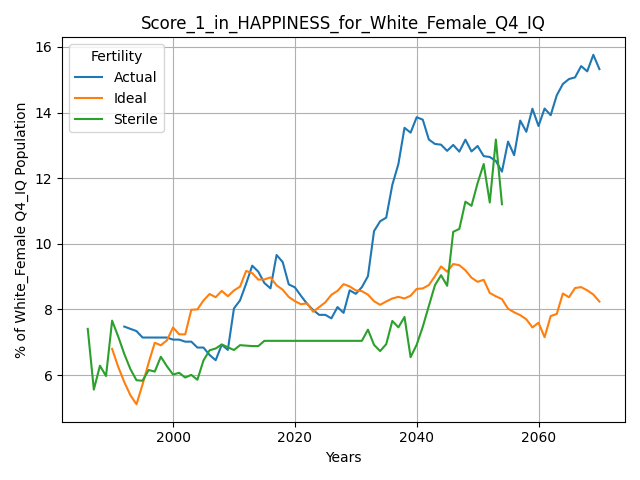 Score_1_in_HAPPINESS_for_White_Female_Q4_IQ
Fertility
Actual
Ideal
Sterile
% of White_Female Q4_IQ Population
16
14
12
10
8
6
2000
2020
2040
2060
Years